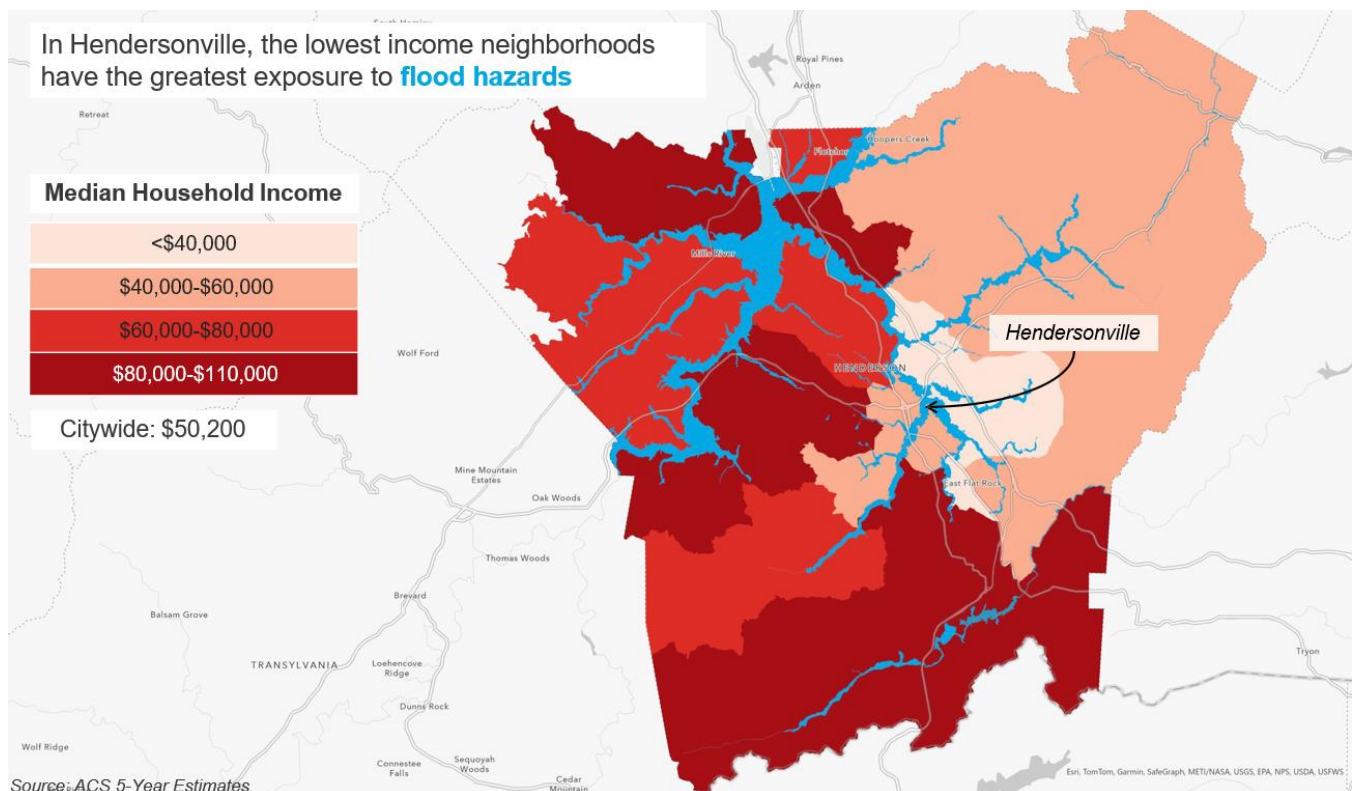 In Hendersonville, the lowest income neighborhoods
have the greatest exposure to flood hazards
Median Household Income
<$40,000
$40,000-$60,000
$60,000-$80,000
$80,000-$110,000
Citywide: $50,200
Royal Pines
Arden
Retreat
Hoopers Creek
Fletcher
Mills River
Hendersonville
Wolf Ford
HENDERSON
Mine Mountain
Estates
Oak Woods
East Flat Rock
Thomas Woods
Brevard
Balsam Grove
TRANSYLVANIA
Loehencove
Ridge
Tryon
Dunns Rock
Wolf Ridge
Connestee
Falls
Sequoyah
Woods
Cedar
Mountain
Esri, TomTom, Garmin, SafeGraph, METI/NASA, USGS, EPA, NPS, USDA, USFWS
Source: ACS 5-Year Estimates